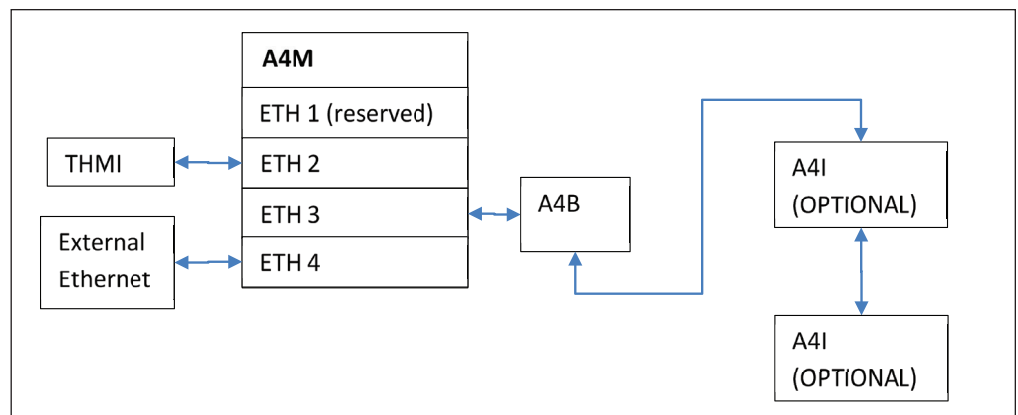 A4M
ETH 1 (reserved)
THMI
ETH 2
ETH 3
External
Ethernet
ETH 4
A4B
A4I
(OPTIONAL)
A4I
(OPTIONAL)